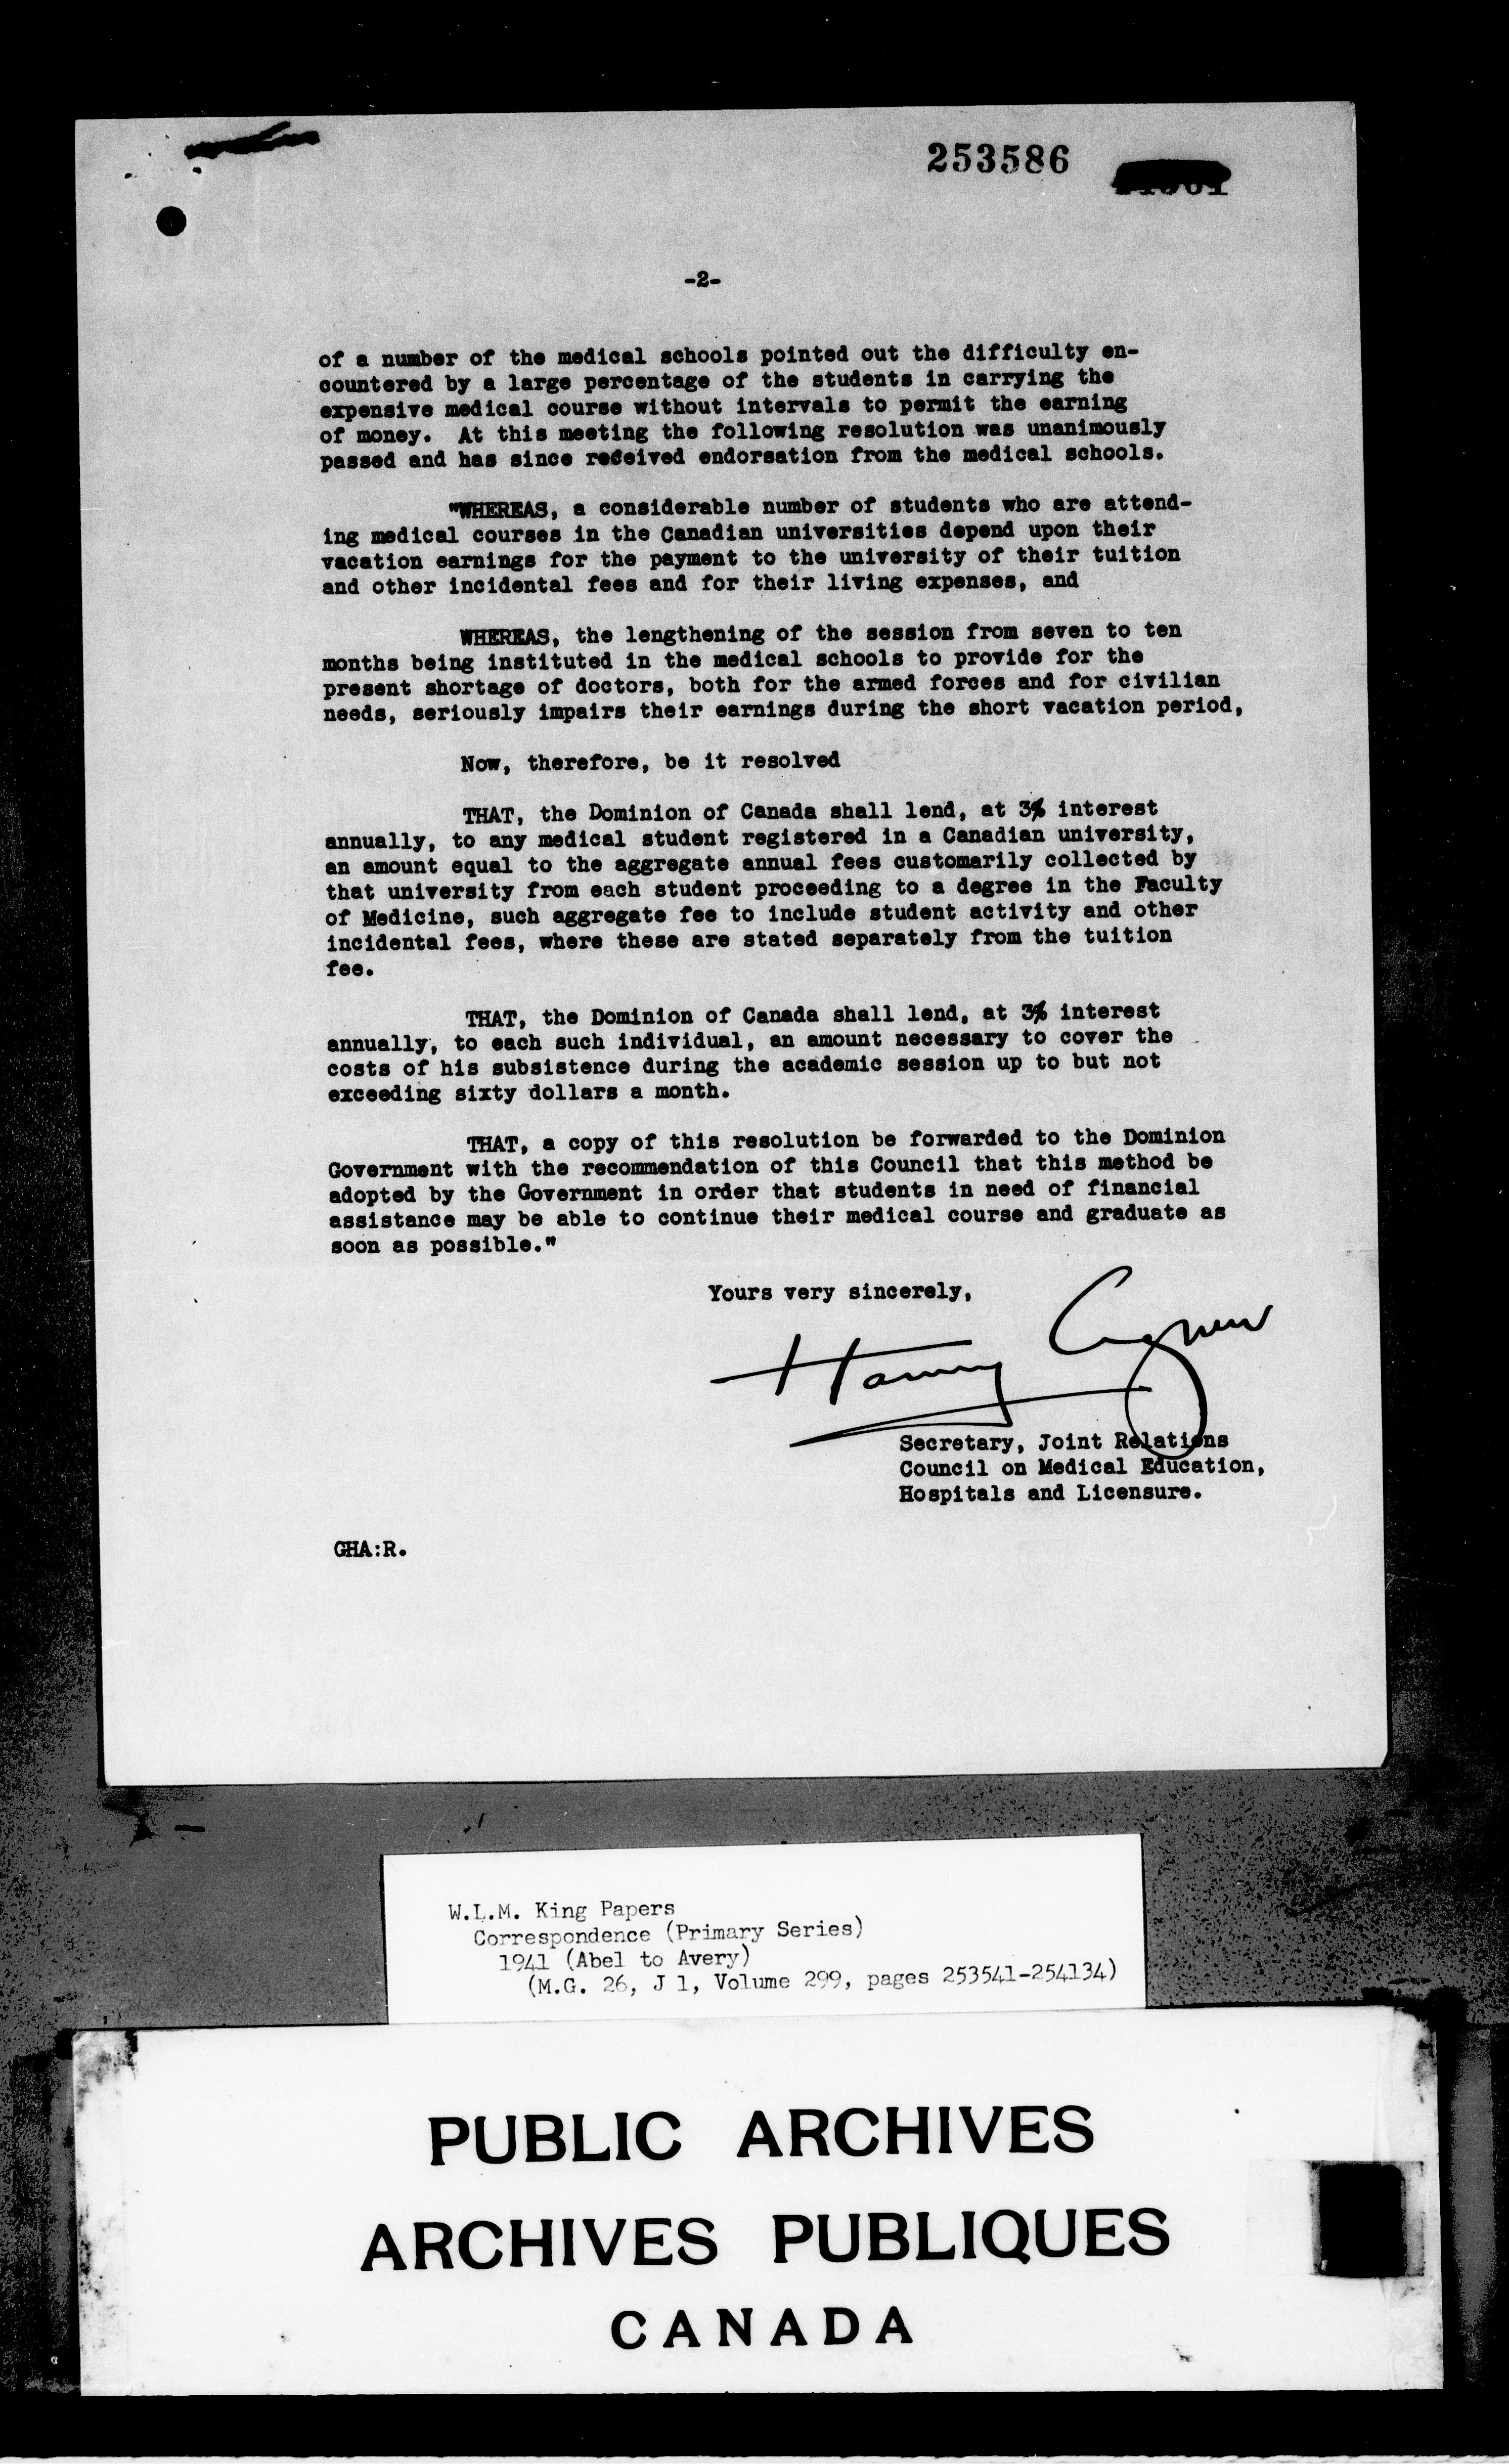 253586
-2-
of a number of the medical schools pointed out the difficulty en-
countered by a large percentage of the students in carrying the
expensive medical course without intervals to permit the earning
of money. At this meeting the following resolution was unanimously
passed and has since received endorsation from the medical schools.
"WHEREAS, a considerable number of students who are attend-
ing medical courses in the Canadian universities depend upon their
vacation earnings for the payment to the university of their tuition
and other incidental fees and for their living expenses, and
WHEREAS, the lengthening of the session from seven to ten
months being instituted in the medical schools to provide for the
present shortage of doctors, both for the armed forces and for civilian
needs, seriously impairs their earnings during the short vacation period,
Now, therefore, be it resolved
THAT, the Dominion of Canada shall lend, at 3% interest
annually, to any medical student registered in a Canadian university,
an amount equal to the aggregate annual fees customarily collected by
that university from each student proceeding to a degree in the Faculty
of Medicine, such aggregate fee to include student activity and other
incidental fees, where these are stated separately from the tuition
fee.
THAT, the Dominion of Canada shall lend, at 3% interest
annually, to each such individual, an amount necessary to cover the
costs of his subsistence during the academic session up to but not
exceeding sixty dollars a month.
THAT, a copy of this resolution be forwarded to the Dominion
Government with the recommendation of this Council that this method be
adopted by the Government in order that students in need of financial
assistance may be able to continue their medical course and graduate as
soon as possible."
Yours very sincerely,
Harvey Agnew
Secretary, Joint Relations
Council on Medical Education,
Hospitals and Licensure.
GHA:R.
W.L.M. King Papers
Correspondence (Primary Series)
1941 (Abel to Avery)
(M.G. 26, J 1, Volume 299, pages 253541-254134)
PUBLIC ARCHIVES
ARCHIVES PUBLIQUES
CANADA